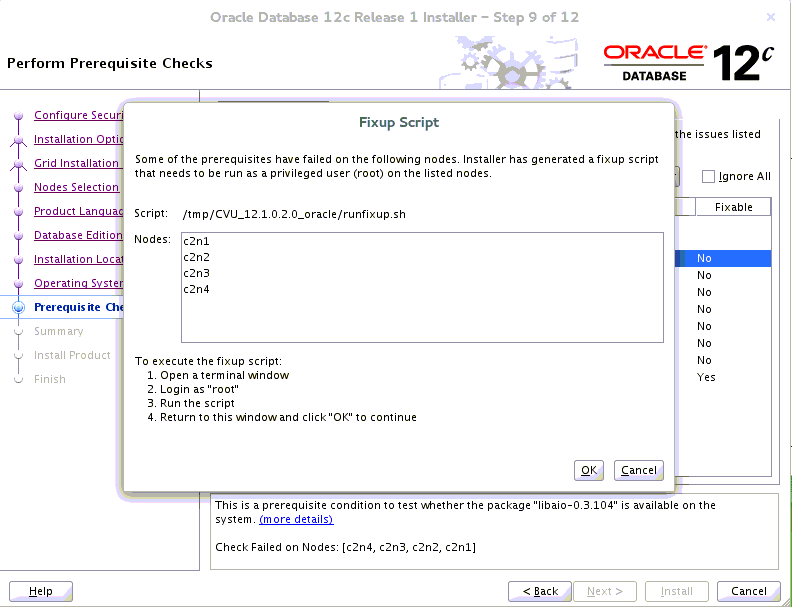 Oracle Database 12c Release 1 Installer – Step 9 of 12
Perform Prerequisite Checks
ORACLE®
DATABASE
12c
Configure Securi
Installation Optio
Grid Installation
Nodes Selection
Product Languag
Database Edition
Installation Locat
Operating System
Prerequisite Che
Summary
Install Product
Finish
the issues listed
Ignore All
Fixable
No
No
No
No
No
No
No
Yes
Fixup Script
Some of the prerequisites have failed on the following nodes. Installer has generated a fixup script
that needs to be run as a privileged user (root) on the listed nodes.
Script: /tmp/CVU_12.1.0.2.0_oracle/runfixup.sh
Nodes:
c2n1
c2n2
c2n3
c2n4
To execute the fixup script:
1. Open a terminal window
2. Login as "root"
3. Run the script
4. Return to this window and click "OK" to continue
OK
Cancel
This is a prerequisite condition to test whether the package "libaio-0.3.104" is available on the
system. (more details)
Check Failed on Nodes: [c2n4, c2n3, c2n2, c2n1]
Help
< Back
Next >
Install
Cancel